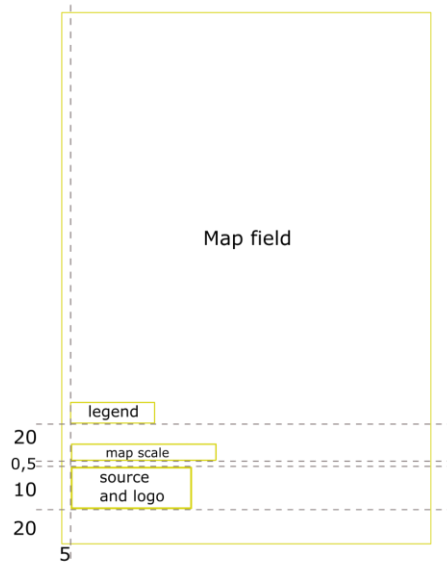 Map field
legend
20
map scale
0,5
source
and logo
10
20
5